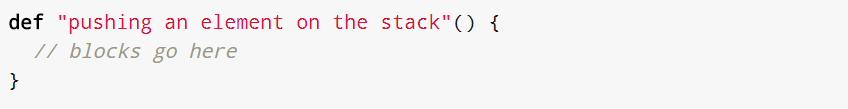 def "pushing an element on the stack"() {
  // blocks go here
}